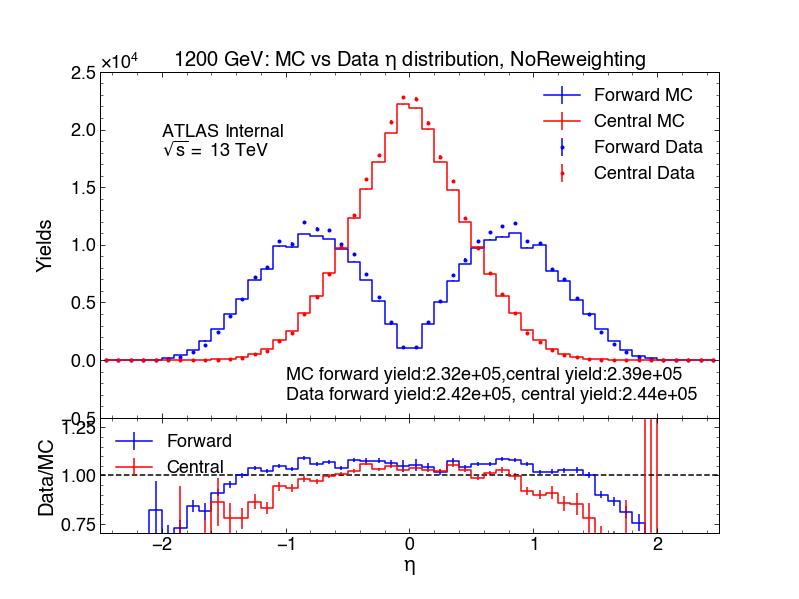 1200 GeV: MC vs Data η distribution, NoReweighting
×10⁴
2.5
2.0
1.5
1.0
0.5
0.0
−0.5
Yields
ATLAS Internal
√s = 13 TeV
Forward MC
Central MC
Forward Data
Central Data
MC forward yield:2.32e+05,central yield:2.39e+05
Data forward yield:2.42e+05, central yield:2.44e+05
1.25
1.00
0.75
Data/MC
Forward
Central
−2 −1 0 1 2
η